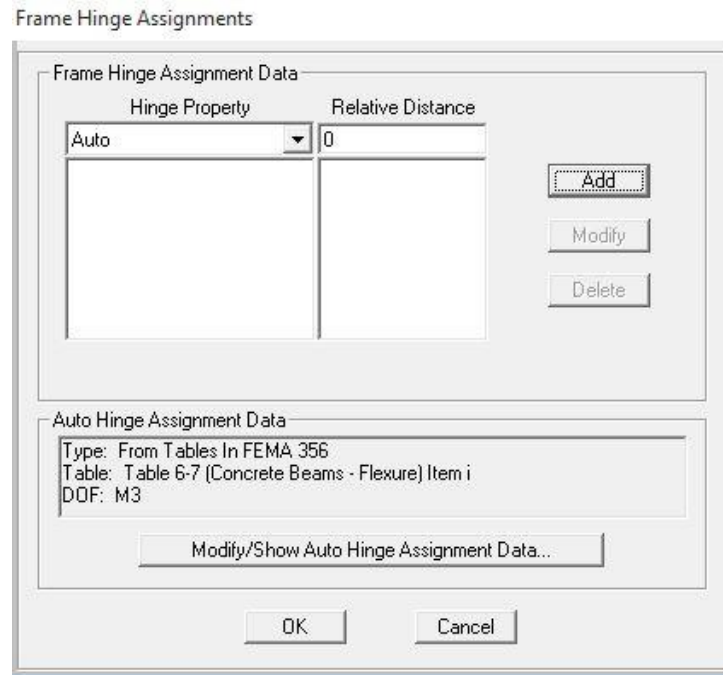 Frame Hinge Assignments
Frame Hinge Assignment Data
Hinge Property Relative Distance
Auto 0
Add
Modify
Delete
Auto Hinge Assignment Data
Type: From Tables In FEMA 356
Table: Table 6-7 (Concrete Beams - Flexure) Item i
DOF: M3
Modify/Show Auto Hinge Assignment Data...
OK Cancel